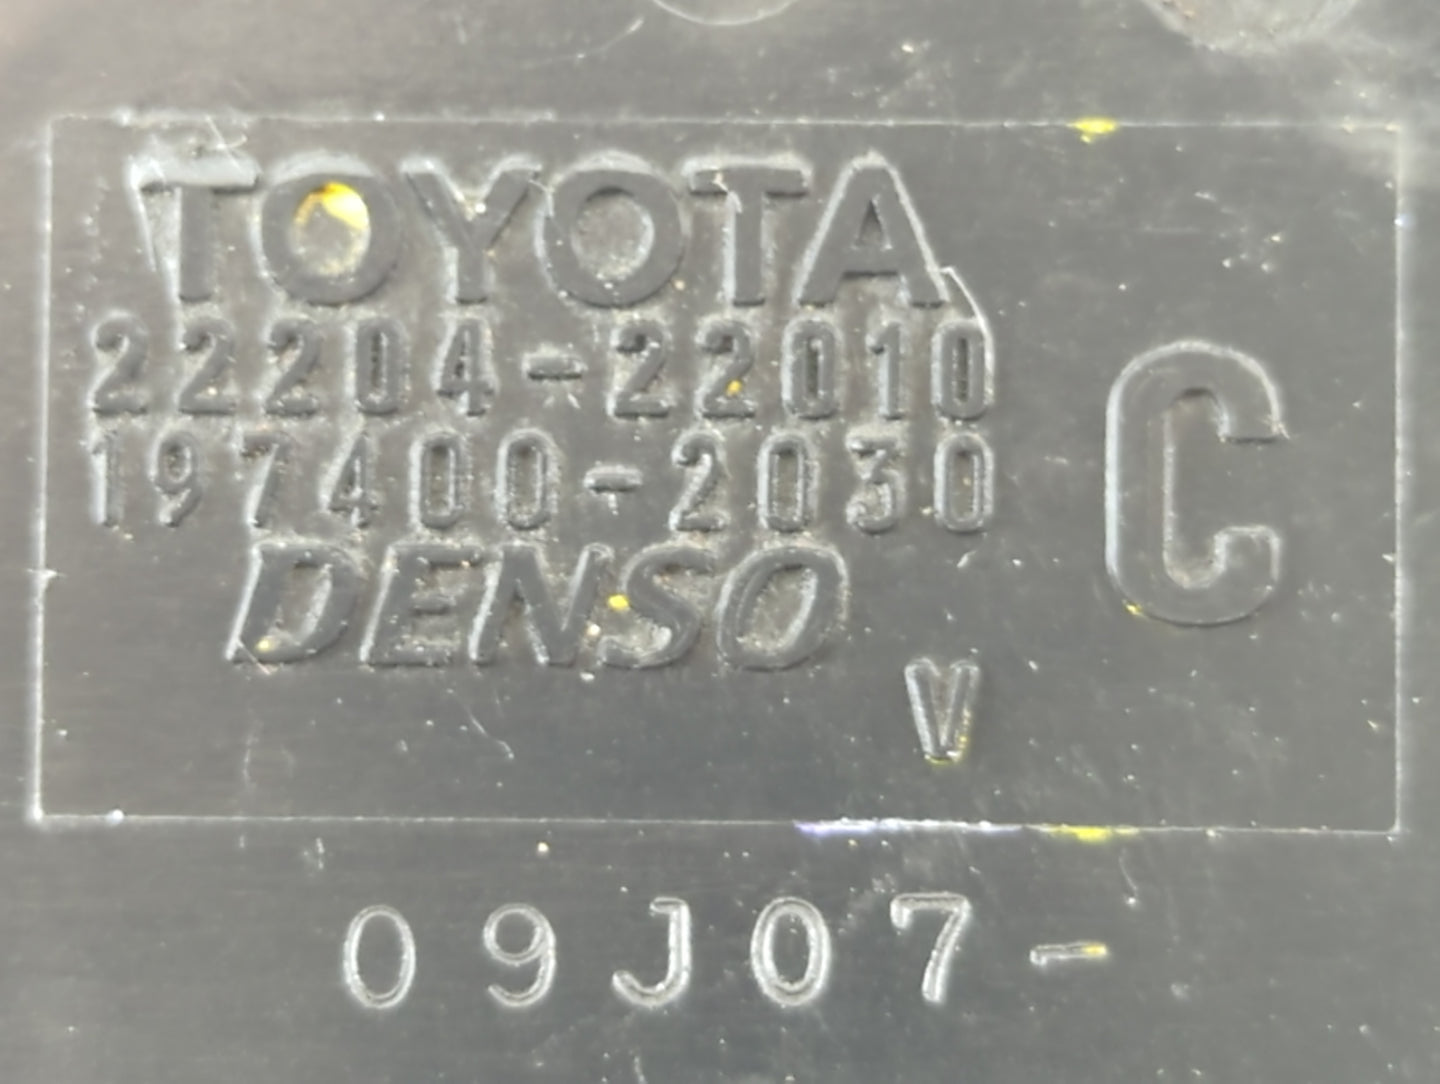 TOYOTA
22204-22010
197400-2030
C
DENSO
V
09J07-